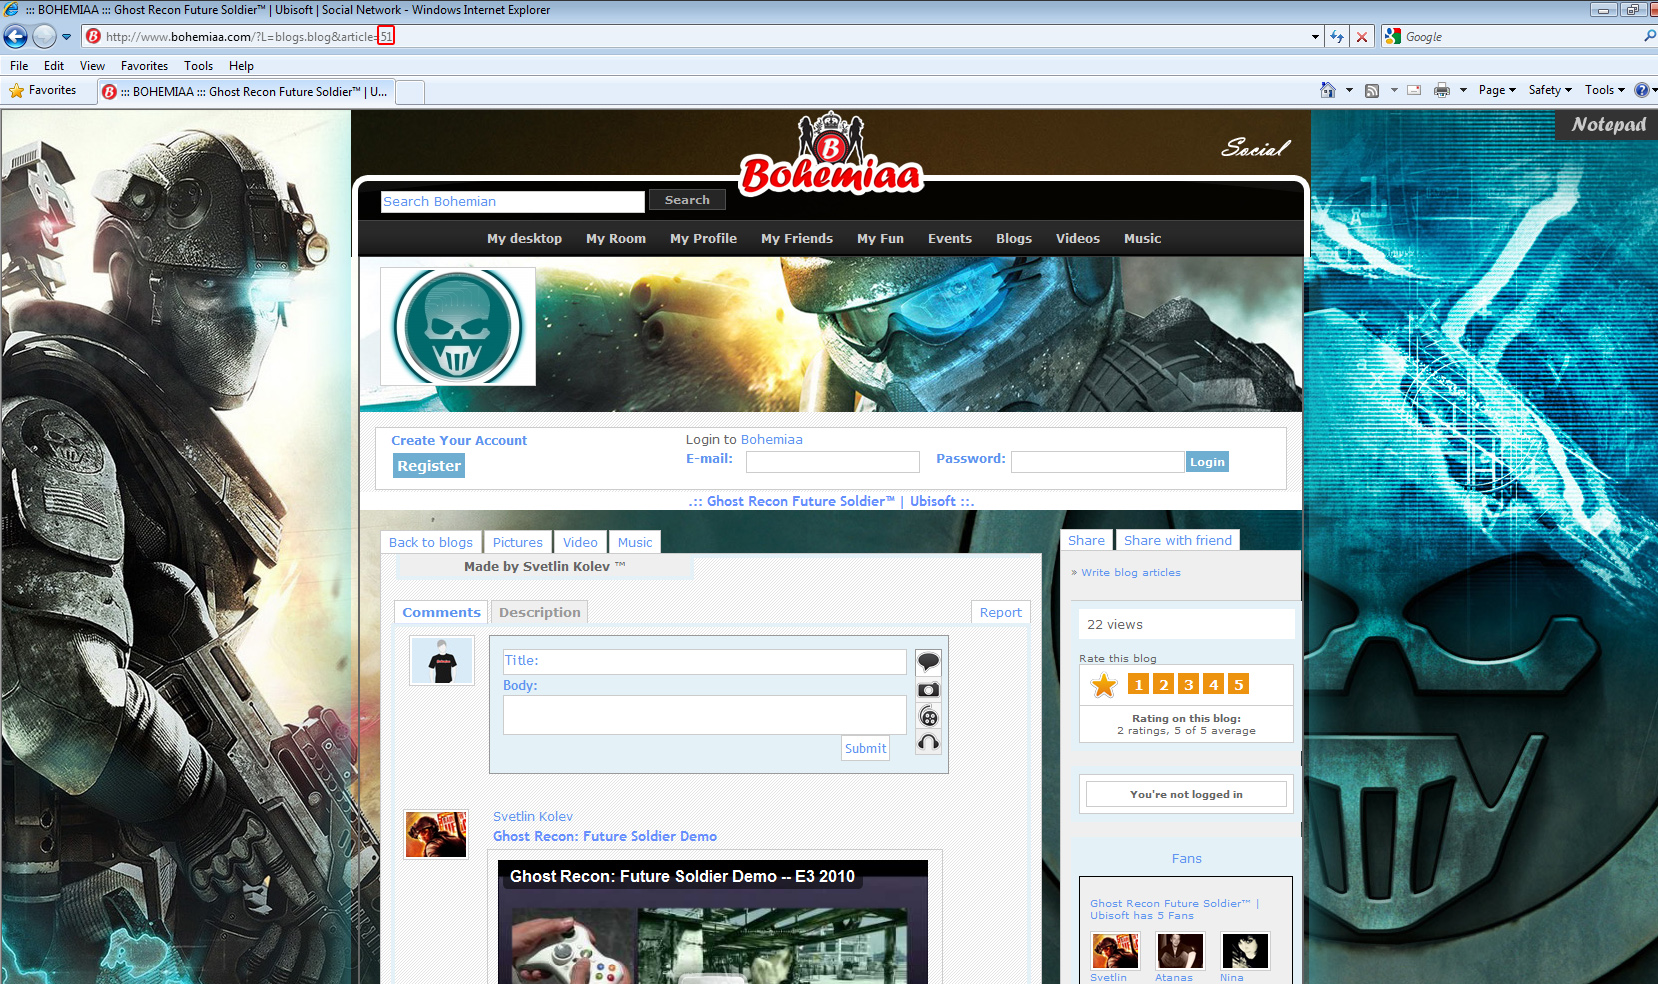 ::: BOHEMIAA ::: Ghost Recon Future Soldier™ | Ubisoft | Social Network - Windows Internet Explorer
http://www.bohemiaa.com/?L=blogs.blog&article=51
Google
File Edit View Favorites Tools Help
Favorites
::: BOHEMIAA ::: Ghost Recon Future Soldier™ | U...
Page Safety Tools
Notepad
Social
B
Bohemiaa
Search Bohemian
Search
My desktop My Room My Profile My Friends My Fun Events Blogs Videos Music
Create Your Account
Register
Login to Bohemiaa
E-mail: Password: Login
.:: Ghost Recon Future Soldier™ | Ubisoft ::.
Back to blogs Pictures Video Music
Made by Svetlin Kolev ™
Comments Description Report
Title:
Body:
Submit
Svetlin Kolev
Ghost Recon: Future Soldier Demo
Ghost Recon: Future Soldier Demo -- E3 2010
Share Share with friend
» Write blog articles
22 views
Rate this blog
1 2 3 4 5
Rating on this blog:
2 ratings, 5 of 5 average
You're not logged in
Fans
Ghost Recon Future Soldier™ |
Ubisoft has 5 Fans
Svetlin Atanas Nina